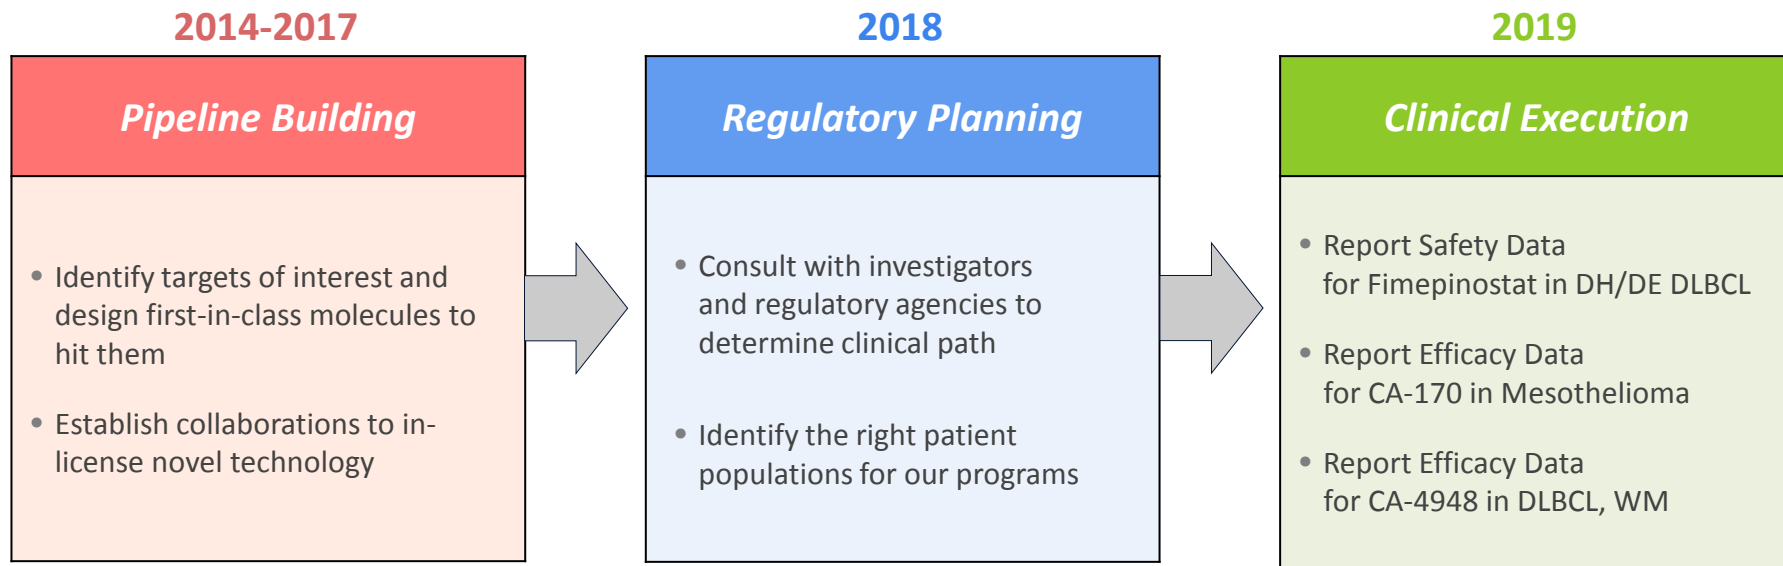 2014-2017
Pipeline Building
• Identify targets of interest and
design first-in-class molecules to
hit them
• Establish collaborations to in-
license novel technology
2018
Regulatory Planning
• Consult with investigators
and regulatory agencies to
determine clinical path
• Identify the right patient
populations for our programs
2019
Clinical Execution
• Report Safety Data
for Fimepinostat in DH/DE DLBCL
• Report Efficacy Data
for CA-170 in Mesothelioma
• Report Efficacy Data
for CA-4948 in DLBCL, WM